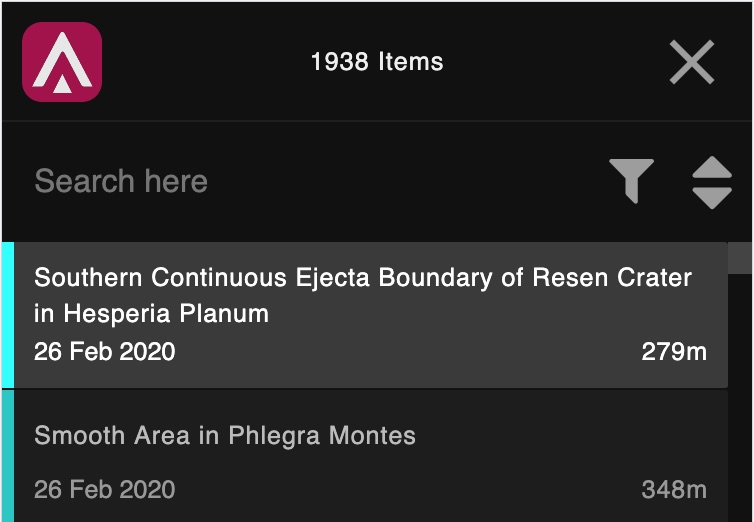 1938 Items
Search here
Southern Continuous Ejecta Boundary of Resen Crater
in Hesperia Planum
26 Feb 2020 279m
Smooth Area in Phlegra Montes
26 Feb 2020 348m